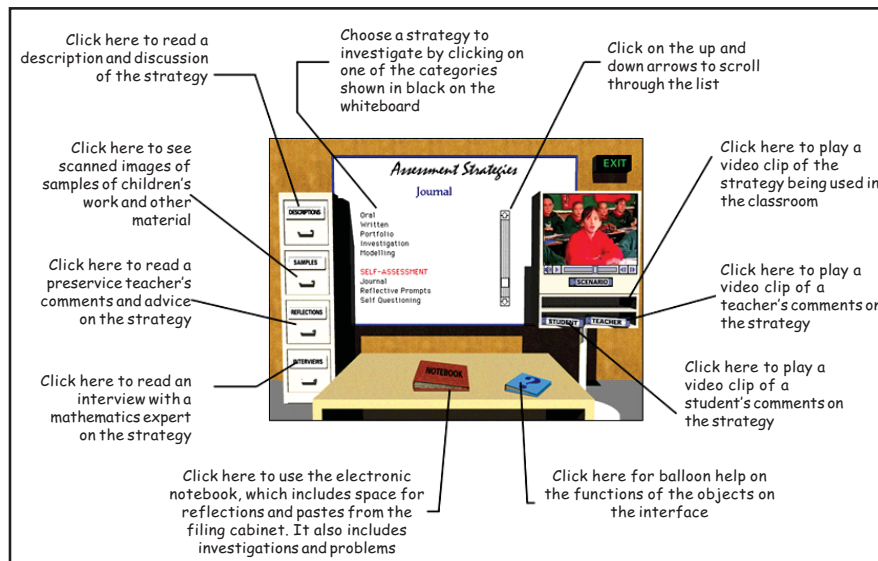 Click here to read a
description and discussion
of the strategy
Choose a strategy to
investigate by clicking on
one of the categories
shown in black on the
whiteboard
Click on the up and
down arrows to scroll
through the list
Click here to see
scanned images of
samples of children's
work and other
material
Click here to read a
preservice teacher's
comments and advice
on the strategy
Click here to read an
interview with a
mathematics expert
on the strategy
DESCRIPTIONS
SAMPLES
REFLECTIONS
INTERVIEWS
Assessment Strategies
Journal
Oral
Written
Portfolio
Investigation
Modelling
SELF-ASSESSMENT
Journal
Reflective Prompts
Self Questioning
EXIT
SCENARIO
STUDENT
TEACHER
NOTEBOOK
?
Click here to play a
video clip of the
strategy being used in
the classroom
Click here to play a
video clip of a
teacher's comments on
the strategy
Click here to play a
video clip of a
student's comments on
the strategy
Click here to use the electronic
notebook, which includes space for
reflections and pastes from the
filing cabinet. It also includes
investigations and problems
Click here for balloon help on
the functions of the objects on
the interface